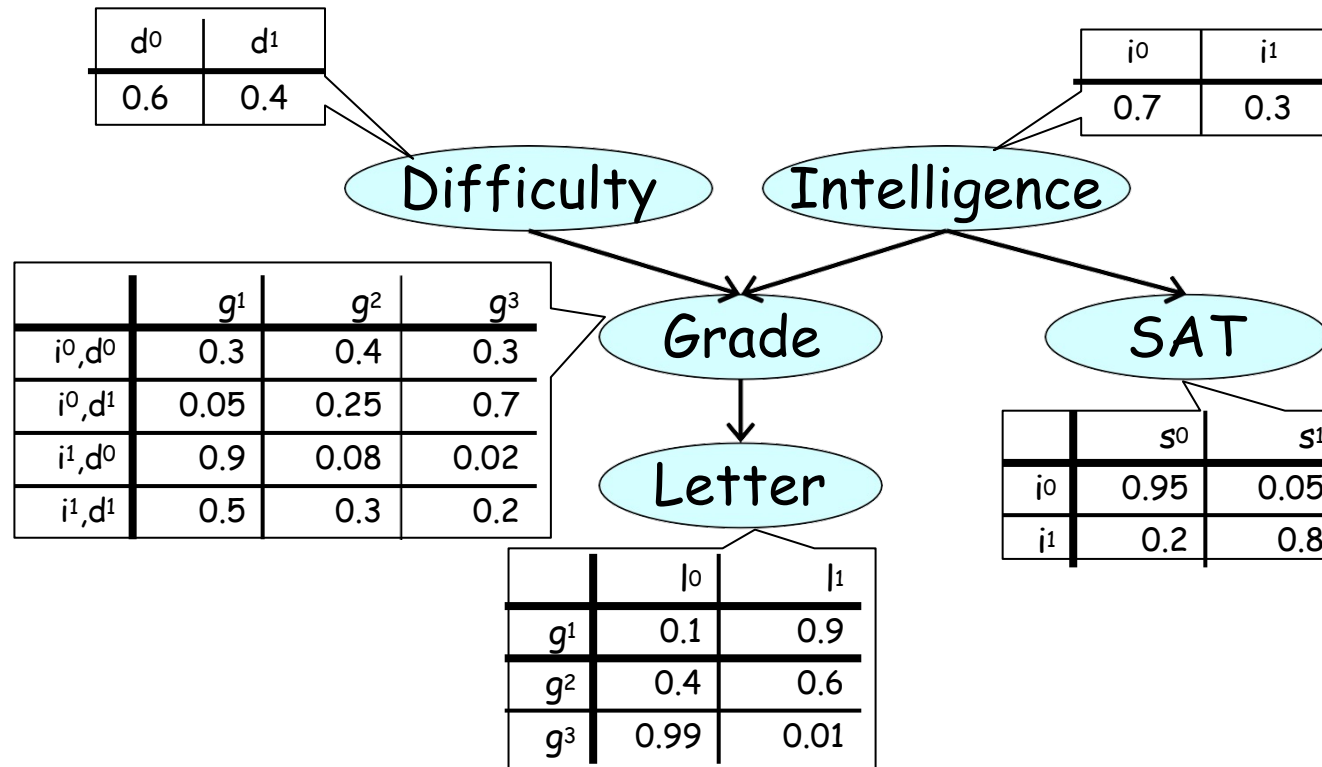 d⁰ d¹
0.6 0.4
i⁰ i¹
0.7 0.3
Difficulty
Intelligence
g¹ g² g³
i⁰,d⁰ 0.3 0.4 0.3
i⁰,d¹ 0.05 0.25 0.7
i¹,d⁰ 0.9 0.08 0.02
i¹,d¹ 0.5 0.3 0.2
Grade
SAT
s⁰ s¹
i⁰ 0.95 0.05
i¹ 0.2 0.8
Letter
l⁰ l¹
g¹ 0.1 0.9
g² 0.4 0.6
g³ 0.99 0.01